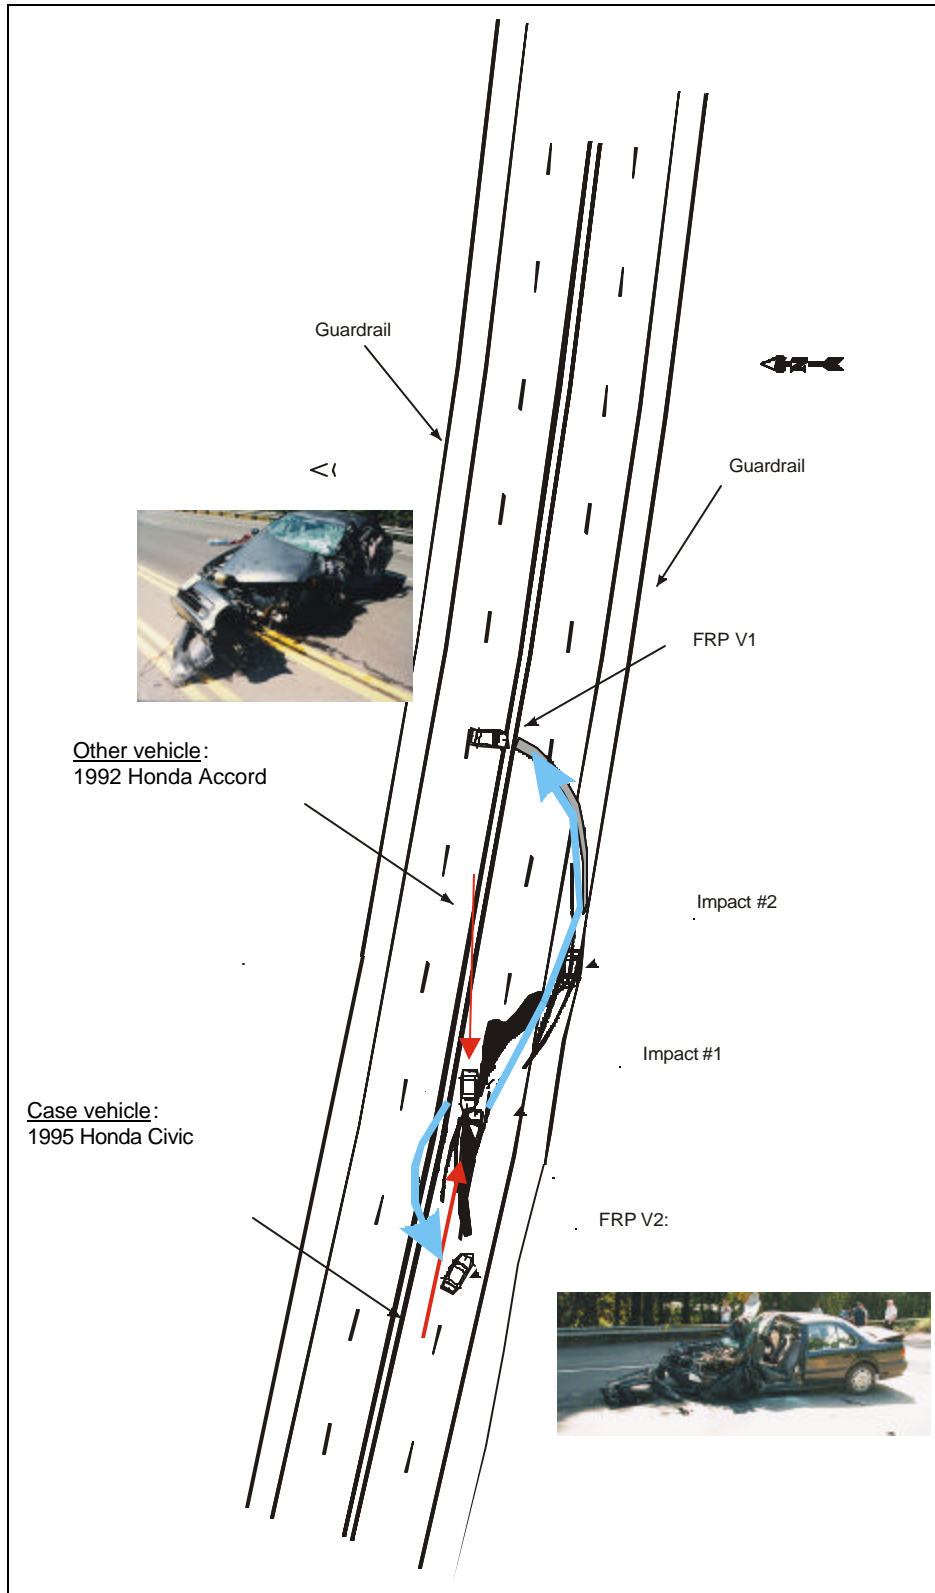 Guardrail
N
Guardrail
FRP V1
Other vehicle:
1992 Honda Accord
Impact #2
Impact #1
Case vehicle:
1995 Honda Civic
FRP V2: